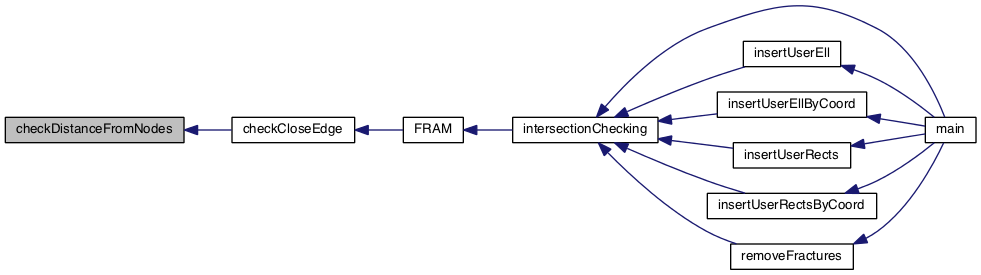 checkDistanceFromNodes
checkCloseEdge
FRAM
intersectionChecking
insertUserEll
insertUserEllByCoord
insertUserRects
insertUserRectsByCoord
removeFractures
main